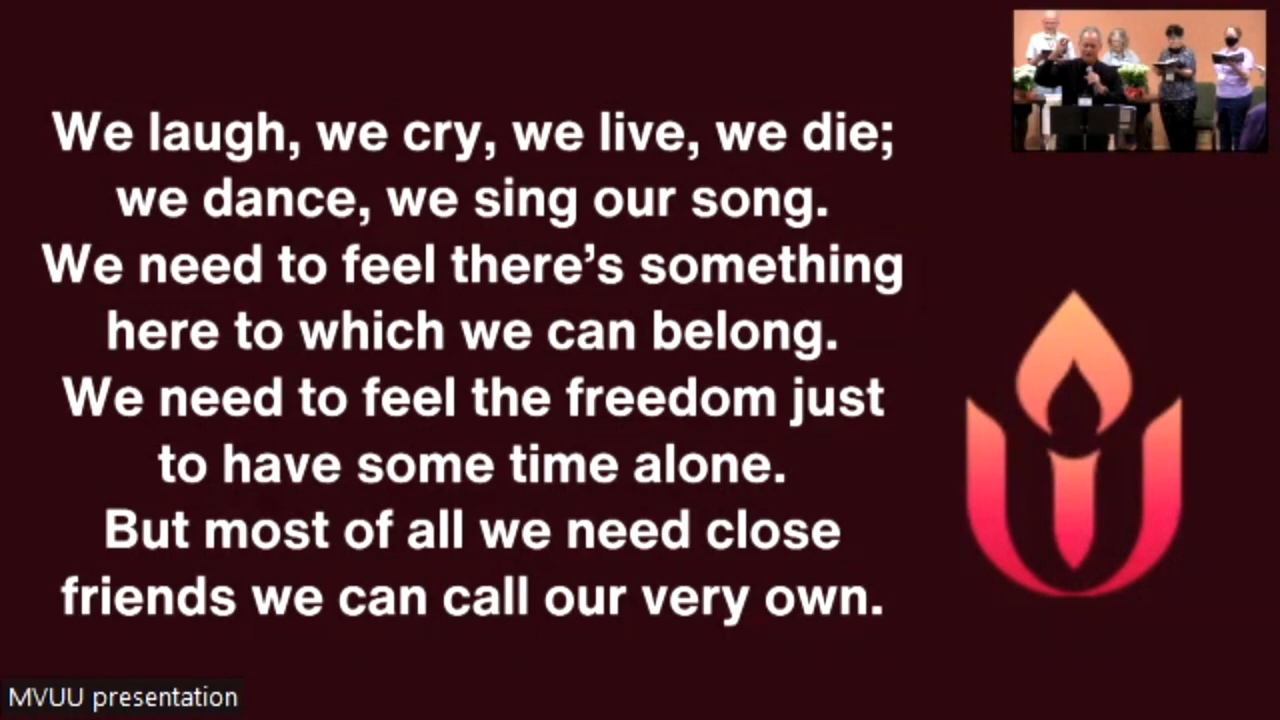 We laugh, we cry, we live, we die;
we dance, we sing our song.
We need to feel there’s something
here to which we can belong.
We need to feel the freedom just
to have some time alone.
But most of all we need close
friends we can call our very own.
MVUU presentation